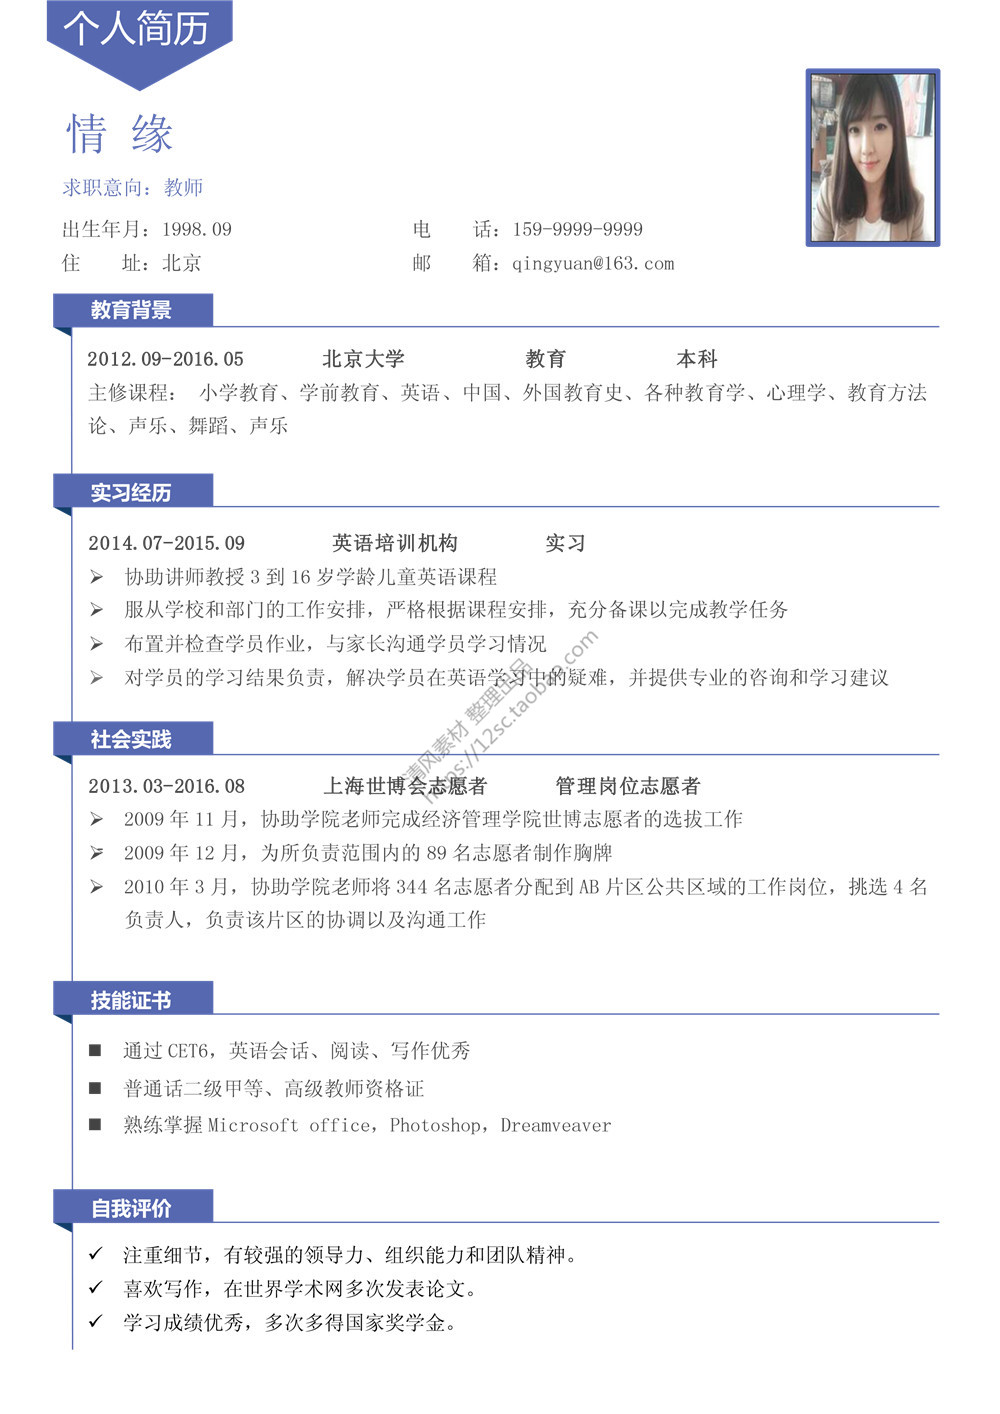 个人简历
情 缘
求职意向：教师
出生年月：1998.09 电 话：159-9999-9999
住 址：北京 邮 箱：qingyuan@163.com
教育背景
2012.09-2016.05 北京大学 教育 本科
主修课程： 小学教育、学前教育、英语、中国、外国教育史、各种教育学、心理学、教育方法
论、声乐、舞蹈、声乐
实习经历
2014.07-2015.09 英语培训机构 实习
协助讲师教授 3 到 16 岁学龄儿童英语课程
服从学校和部门的工作安排，严格根据课程安排，充分备课以完成教学任务
布置并检查学员作业，与家长沟通学员学习情况
对学员的学习结果负责，解决学员在英语学习中的疑难，并提供专业的咨询和学习建议
清风素材 整理出品
https://12sc.taobao.com
社会实践
2013.03-2016.08 上海世博会志愿者 管理岗位志愿者
2009 年 11 月，协助学院老师完成经济管理学院世博志愿者的选拔工作
2009 年 12 月，为所负责范围内的 89 名志愿者制作胸牌
2010 年 3 月，协助学院老师将 344 名志愿者分配到 AB 片区公共区域的工作岗位，挑选 4 名
负责人，负责该片区的协调以及沟通工作
技能证书
通过 CET6，英语会话、阅读、写作优秀
普通话二级甲等、高级教师资格证
熟练掌握 Microsoft office，Photoshop，Dreamveaver
自我评价
注重细节，有较强的领导力、组织能力和团队精神。
喜欢写作，在世界学术网多次发表论文。
学习成绩优秀，多次多得国家奖学金。